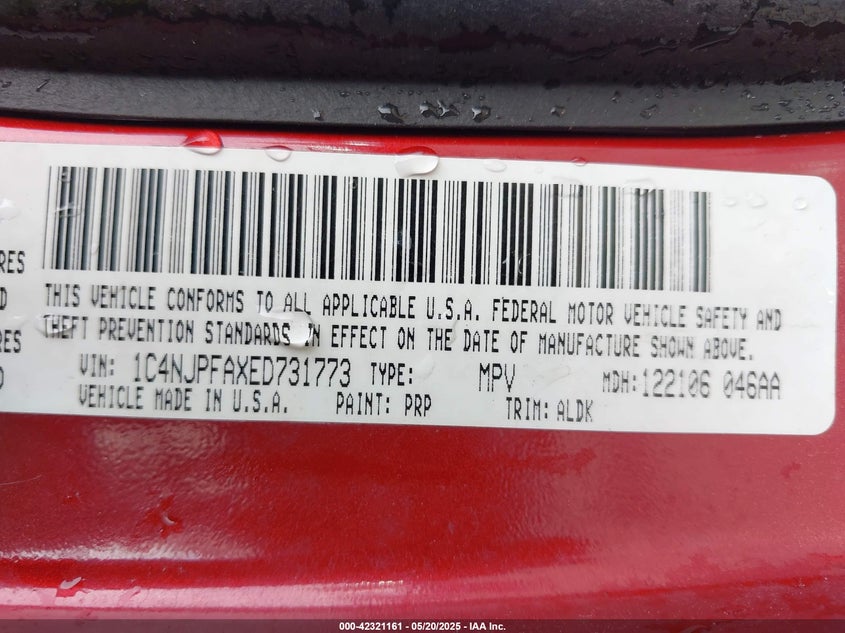 RES
THIS VEHICLE CONFORMS TO ALL APPLICABLE U.S.A. FEDERAL MOTOR VEHICLE SAFETY AND
D
THEFT PREVENTION STANDARDS IN EFFECT ON THE DATE OF MANUFACTURE SHOWN ABOVE.
RES
VIN: 1C4NJPFAXED731773 TYPE: MPV MDH: 122106 046AA
VEHICLE MADE IN U.S.A. PAINT: PRP TRIM: ALDK
000-42321161 - 05/20/2025 - IAA Inc.